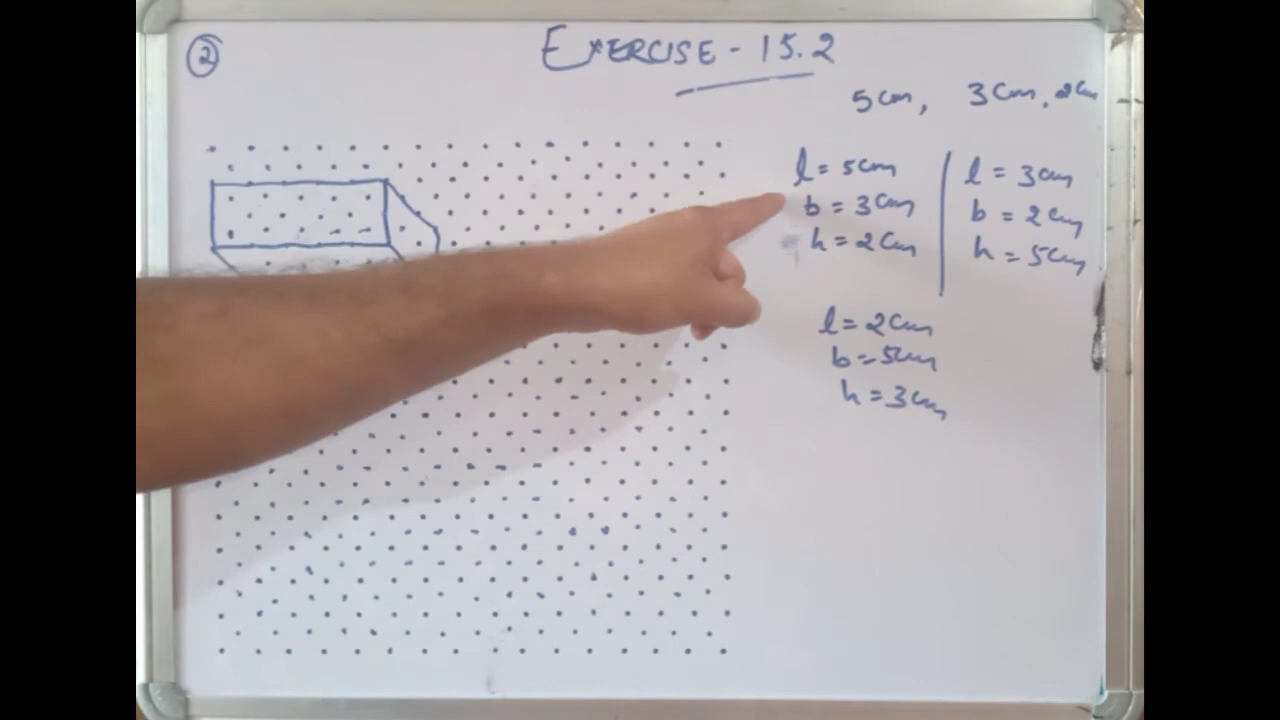 ②
EXERCISE - 15.2
5cm, 3cm, 2cm
l = 5cm
b = 3cm
h = 2cm
l = 3cm
b = 2cm
h = 5cm
l = 2cm
b = 5cm
h = 3cm